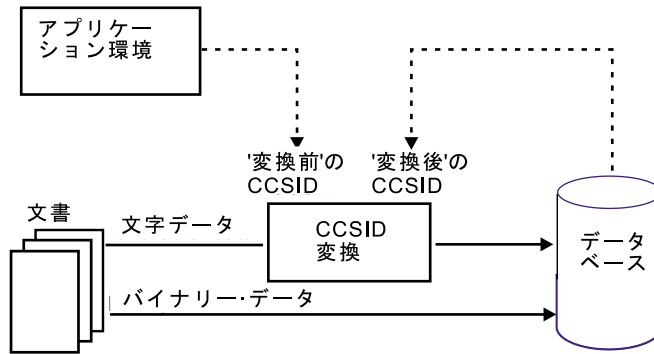 アプリケー
ション環境
'変換前'の
CCSID
'変換後'の
CCSID
文書
文字データ
CCSID
変換
データ
ベース
バイナリー・データ